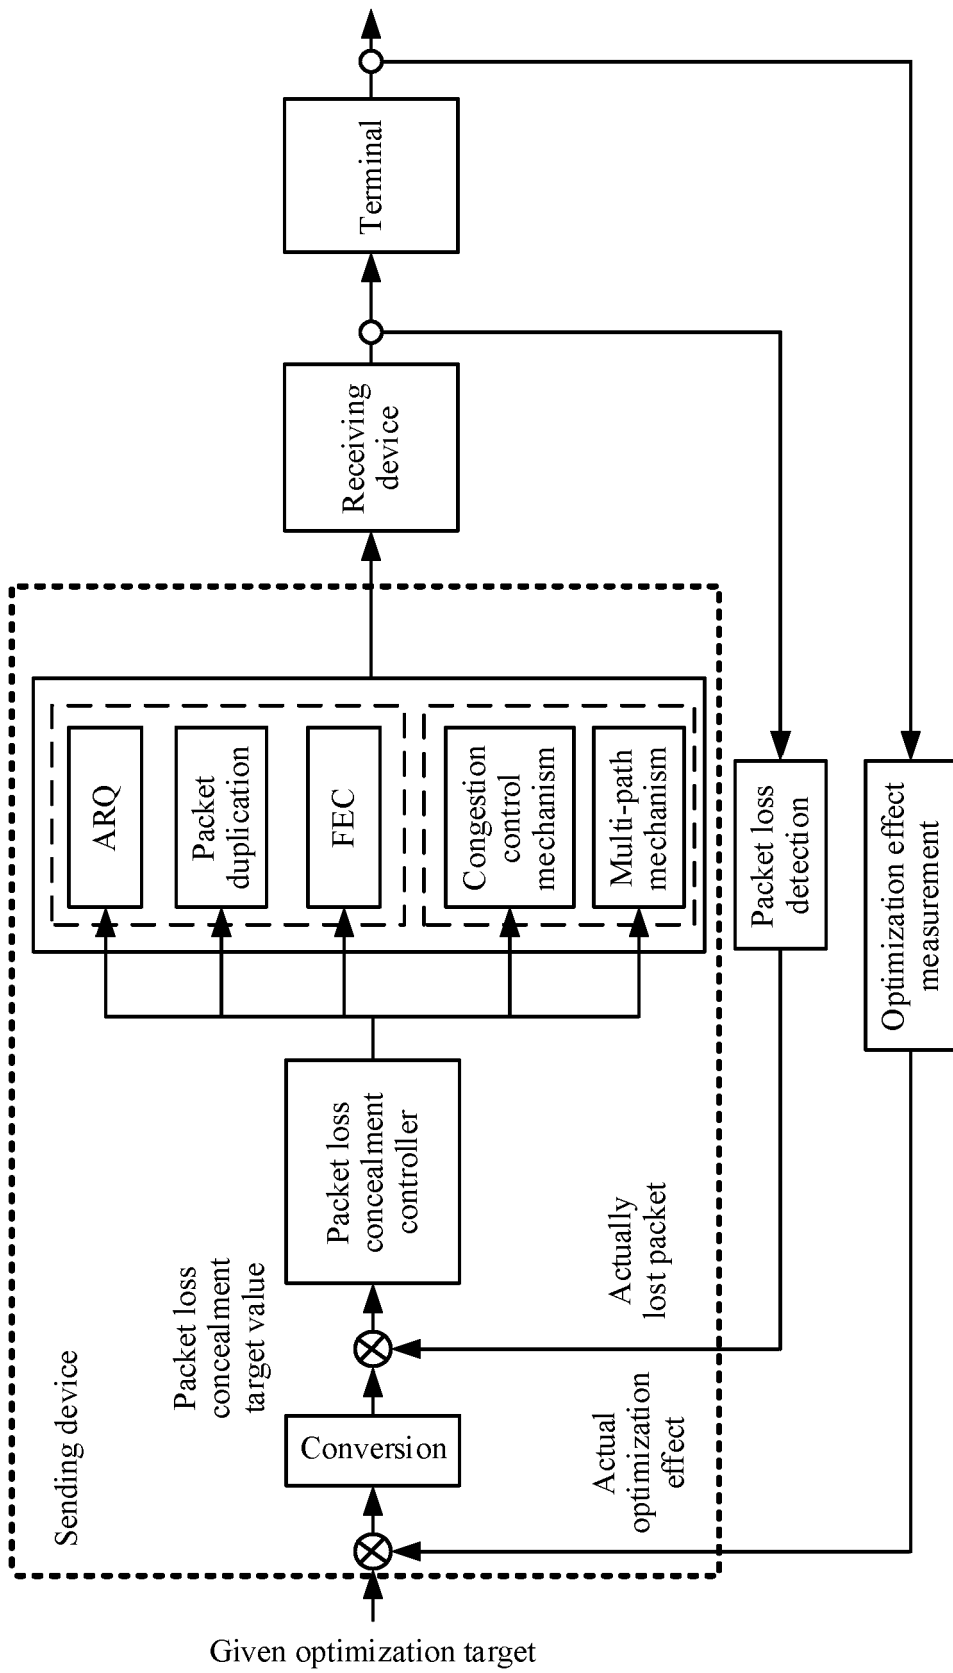 Sending device
Given optimization target
Conversion
Packet loss
concealment
target value
Packet loss
concealment
controller
ARQ
Packet
duplication
FEC
Congestion
control
mechanism
Multi-path
mechanism
Receiving
device
Terminal
Actual
optimization
effect
Actually
lost packet
Packet loss
detection
Optimization effect
measurement